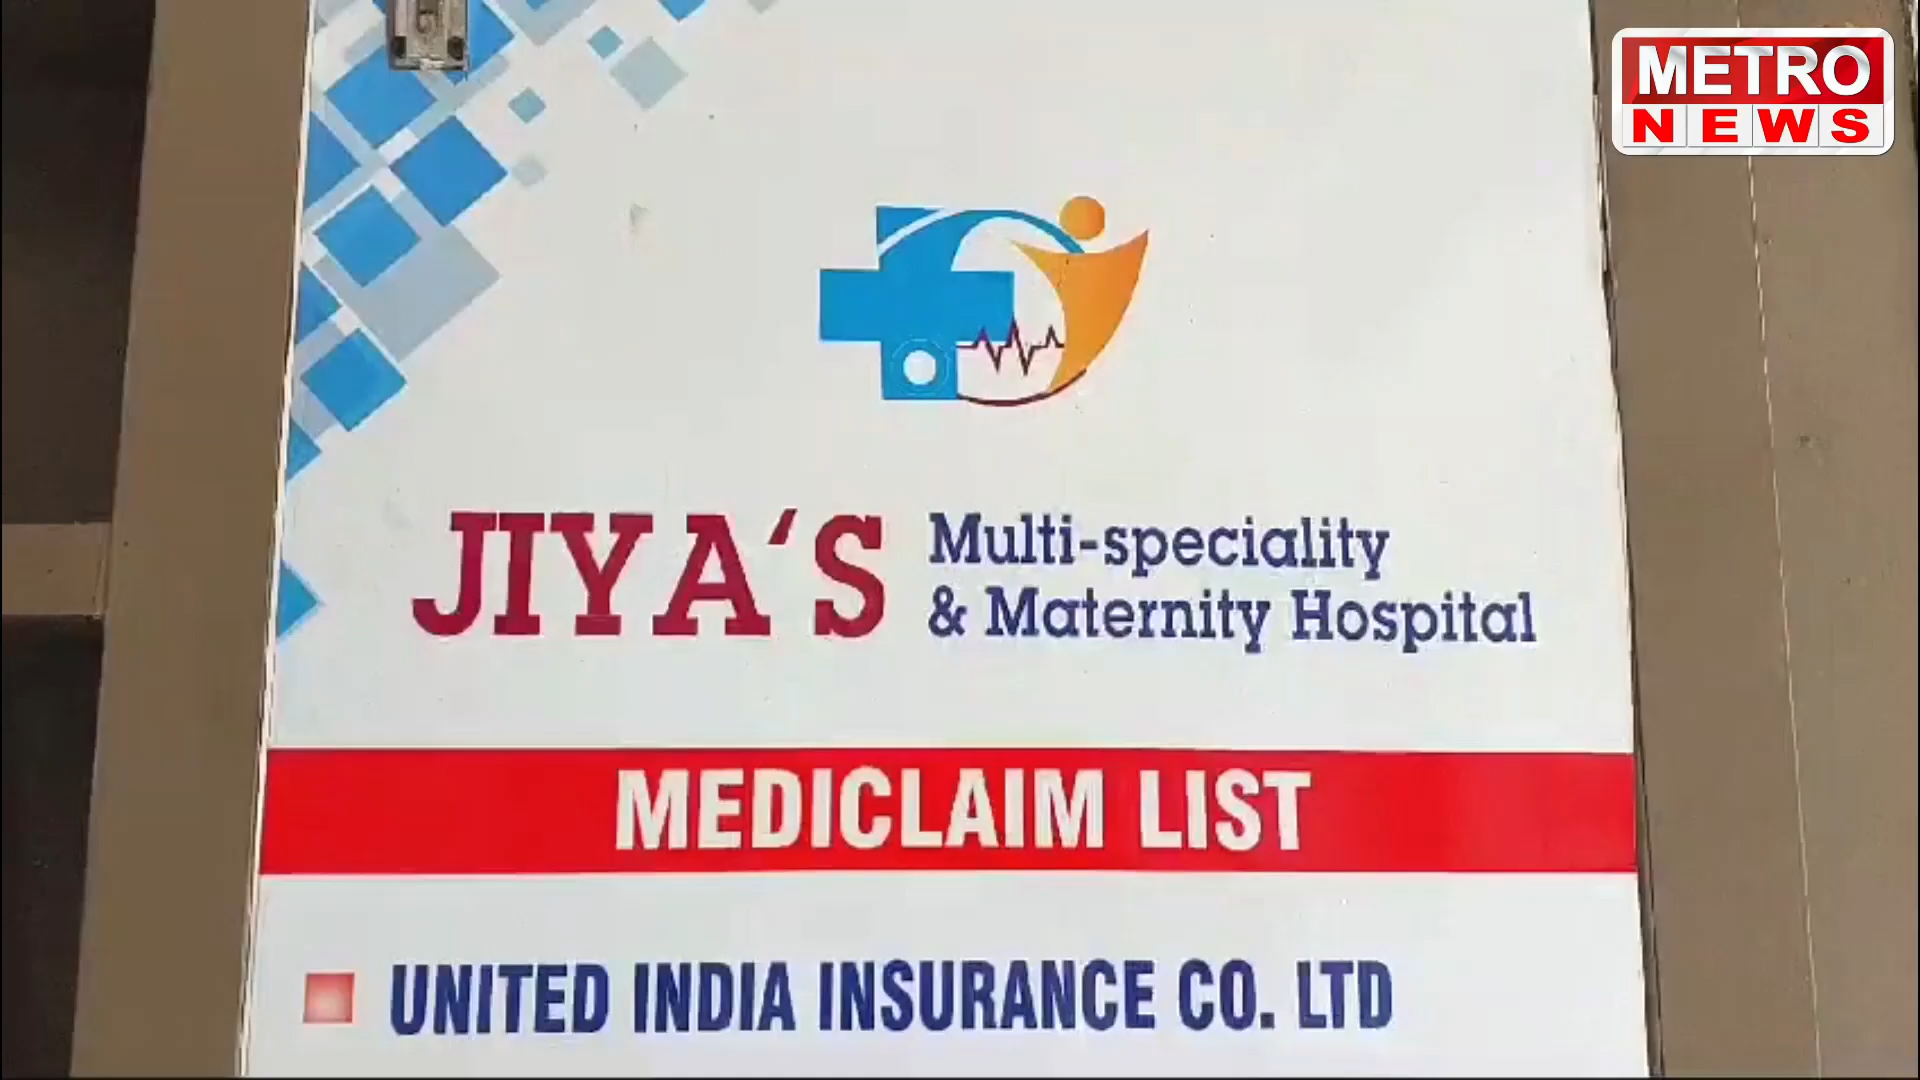 METRO
NEWS
JIYA'S Multi-speciality
& Maternity Hospital
MEDICLAIM LIST
UNITED INDIA INSURANCE CO. LTD